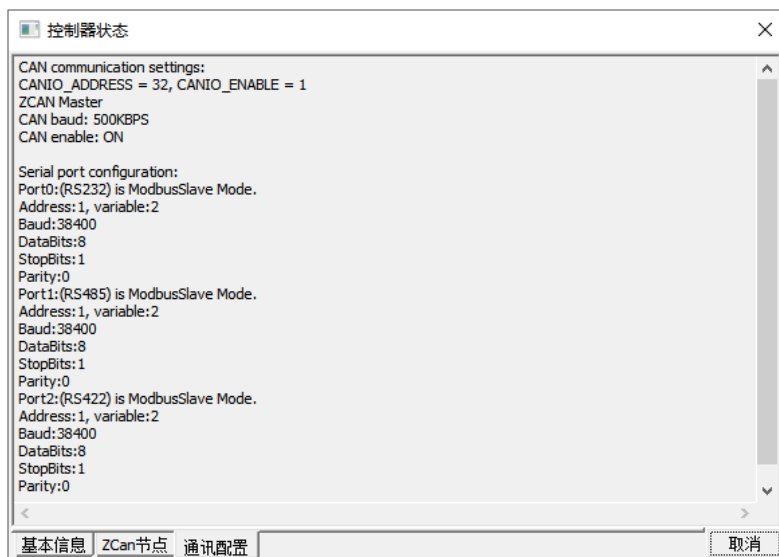 控制器状态
CAN communication settings:
CANIO_ADDRESS = 32, CANIO_ENABLE = 1
ZCAN Master
CAN baud: 500KBPS
CAN enable: ON
Serial port configuration:
Port0:(RS232) is ModbusSlave Mode.
Address:1, variable:2
Baud:38400
DataBits:8
StopBits:1
Parity:0
Port1:(RS485) is ModbusSlave Mode.
Address:1, variable:2
Baud:38400
DataBits:8
StopBits:1
Parity:0
Port2:(RS422) is ModbusSlave Mode.
Address:1, variable:2
Baud:38400
DataBits:8
StopBits:1
Parity:0
基本信息 ZCan节点 通讯配置 取消